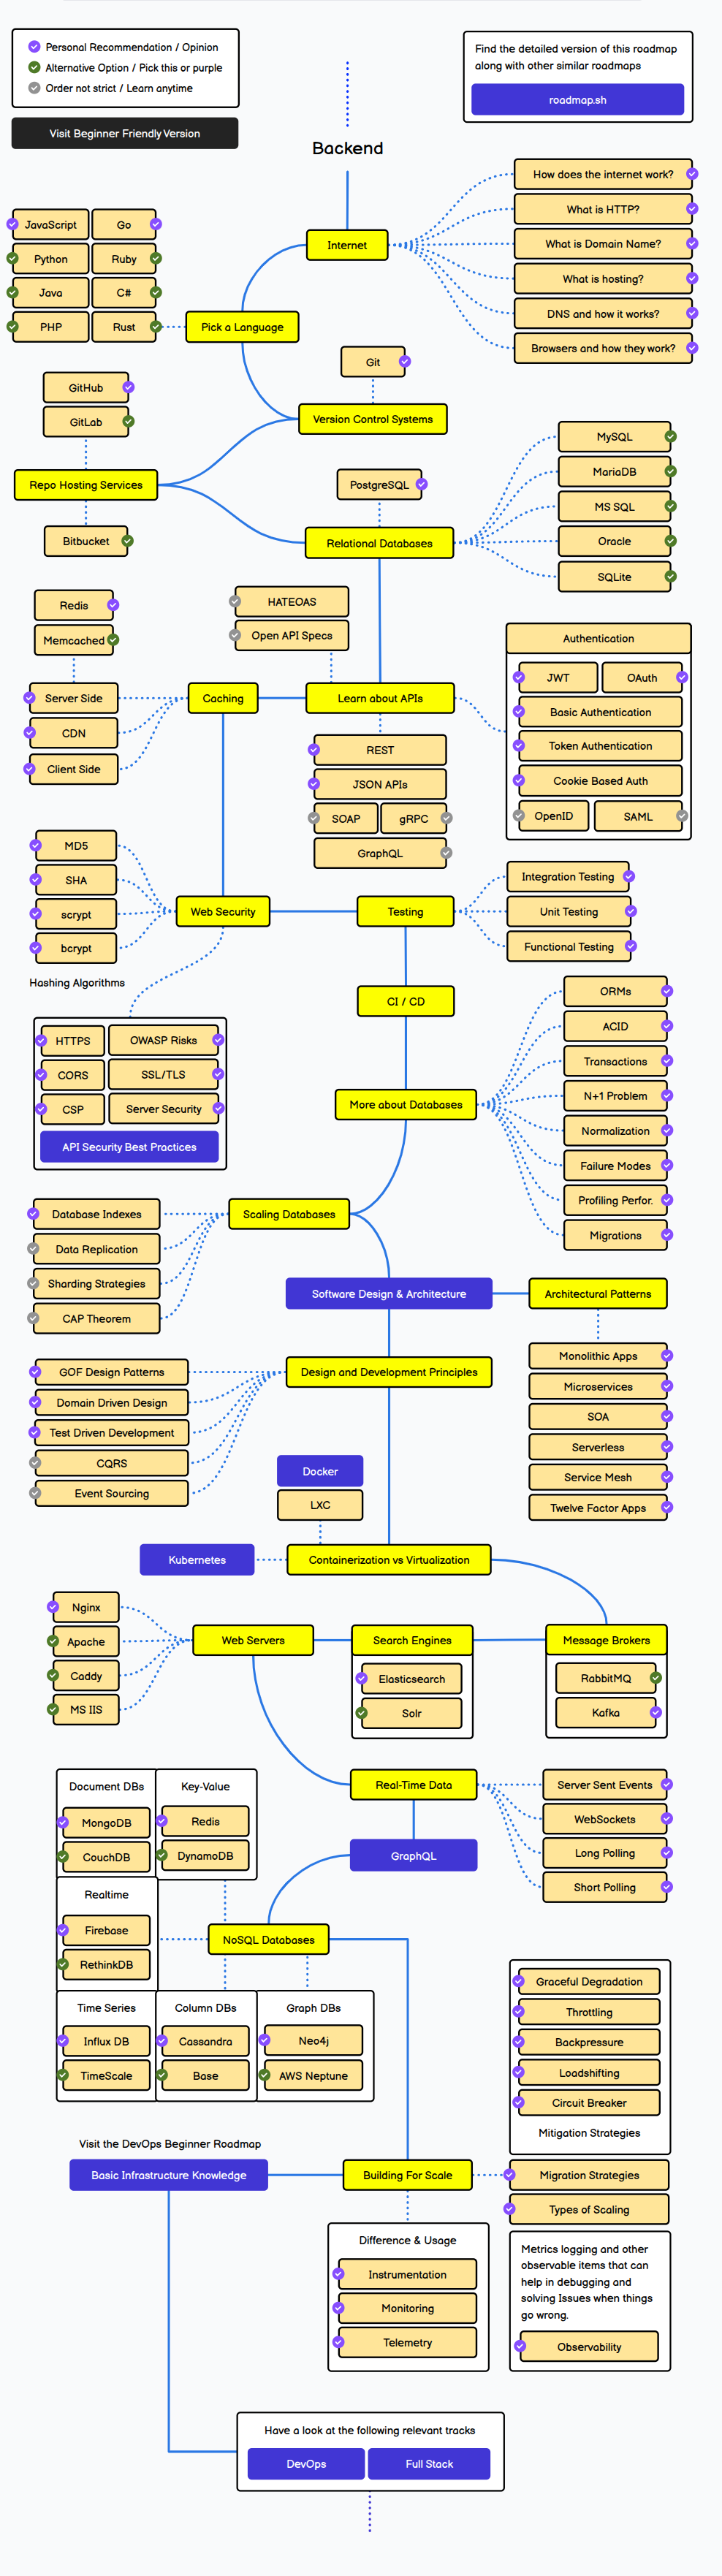 Personal Recommendation / Opinion
Alternative Option / Pick this or purple
Order not strict / Learn anytime
Visit Beginner Friendly Version
Find the detailed version of this roadmap
along with other similar roadmaps
roadmap.sh
Backend
Internet
How does the internet work?
What is HTTP?
What is Domain Name?
What is hosting?
DNS and how it works?
Browsers and how they work?
JavaScript
Go
Python
Ruby
Java
C#
PHP
Rust
Pick a Language
Git
Version Control Systems
GitHub
GitLab
Repo Hosting Services
Bitbucket
PostgreSQL
Relational Databases
MySQL
MariaDB
MS SQL
Oracle
SQLite
HATEOAS
Open API Specs
Redis
Memcached
Server Side
CDN
Client Side
Caching
Learn about APIs
REST
JSON APIs
SOAP
gRPC
GraphQL
Authentication
JWT
OAuth
Basic Authentication
Token Authentication
Cookie Based Auth
OpenID
SAML
MD5
SHA
scrypt
bcrypt
Hashing Algorithms
Web Security
Testing
Integration Testing
Unit Testing
Functional Testing
CI / CD
HTTPS
OWASP Risks
CORS
SSL/TLS
CSP
Server Security
API Security Best Practices
More about Databases
ORMs
ACID
Transactions
N+1 Problem
Normalization
Failure Modes
Profiling Perfor.
Migrations
Database Indexes
Data Replication
Sharding Strategies
CAP Theorem
Scaling Databases
Software Design & Architecture
Architectural Patterns
Monolithic Apps
Microservices
SOA
Serverless
Service Mesh
Twelve Factor Apps
GOF Design Patterns
Domain Driven Design
Test Driven Development
CQRS
Event Sourcing
Design and Development Principles
Docker
LXC
Kubernetes
Containerization vs Virtualization
Nginx
Apache
Caddy
MS IIS
Web Servers
Search Engines
Elasticsearch
Solr
Message Brokers
RabbitMQ
Kafka
Real-Time Data
Server Sent Events
WebSockets
Long Polling
Short Polling
GraphQL
Document DBs
MongoDB
CouchDB
Key-Value
Redis
DynamoDB
Realtime
Firebase
RethinkDB
NoSQL Databases
Time Series
Influx DB
TimeScale
Column DBs
Cassandra
Base
Graph DBs
Neo4j
AWS Neptune
Graceful Degradation
Throttling
Backpressure
Loadshifting
Circuit Breaker
Mitigation Strategies
Visit the DevOps Beginner Roadmap
Basic Infrastructure Knowledge
Building For Scale
Migration Strategies
Types of Scaling
Difference & Usage
Instrumentation
Monitoring
Telemetry
Metrics logging and other
observable items that can
help in debugging and
solving Issues when things
go wrong.
Observability
Have a look at the following relevant tracks
DevOps
Full Stack